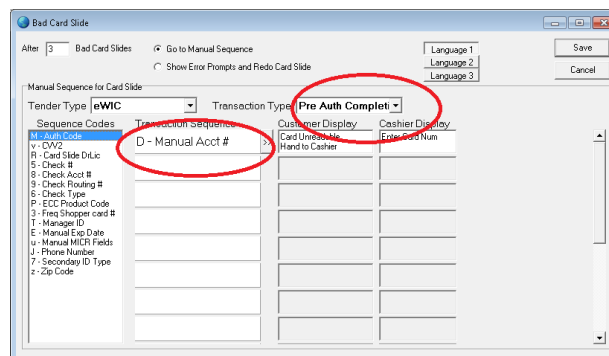 Bad Card Slide
After 3 Bad Card Slides
Go to Manual Sequence
Show Error Prompts and Redo Card Slide
Language 1
Language 2
Language 3
Save
Cancel
Manual Sequence for Card Slide
Tender Type eWIC
Transaction Type Pre Auth Completi
Sequence Codes
M - Auth Code
v - CVV2
R - Card Slide DrLic
5 - Check #
8 - Check Acct #
9 - Check Routing #
6 - Check Type
P - ECC Product Code
3 - Freq Shopper card #
T - Manager ID
E - Manual Exp Date
u - Manual MICR Fields
J - Phone Number
7 - Secondary ID Type
z - Zip Code
Transaction Sequence
D - Manual Acct #
>>
Customer Display
Card Unreadable
Hand to Cashier
Cashier Display
Enter Card Num